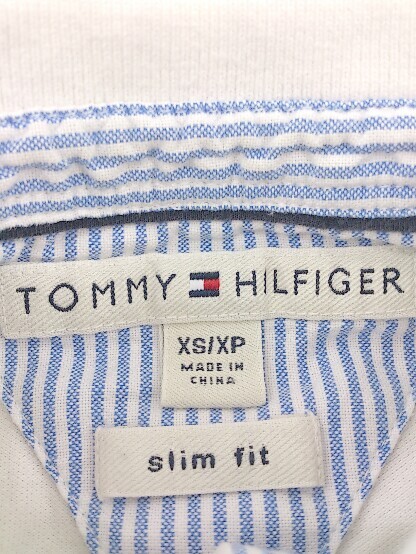 TOMMY HILFIGER
XS/XP
MADE IN
CHINA
slim fit